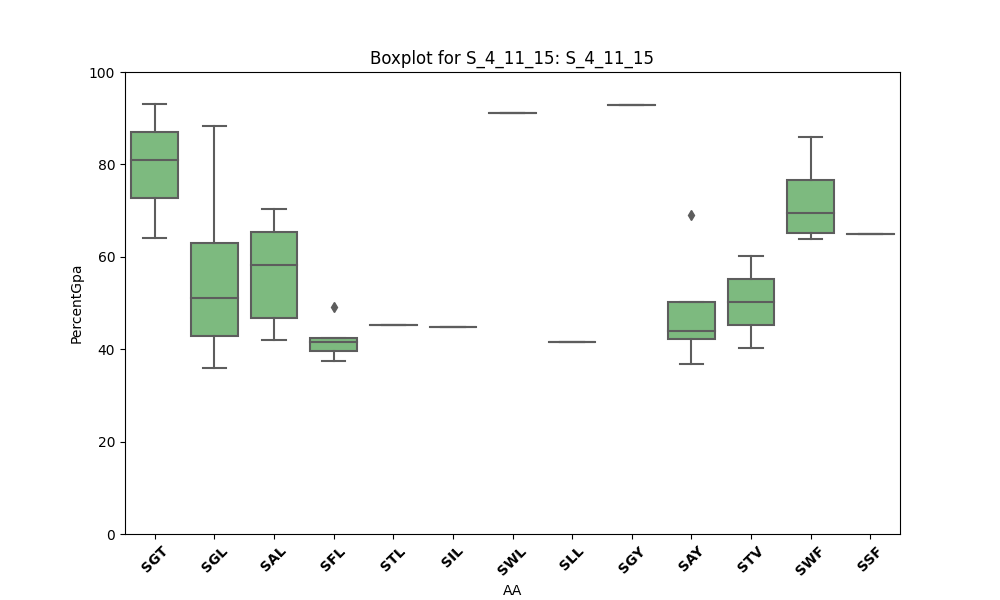 Boxplot for S_4_11_15: S_4_11_15
PercentGpa
100
80
60
40
20
0
SGT SGL SAL SFL STL SIL SWL SLL SGY SAY STV SWF SSF
AA